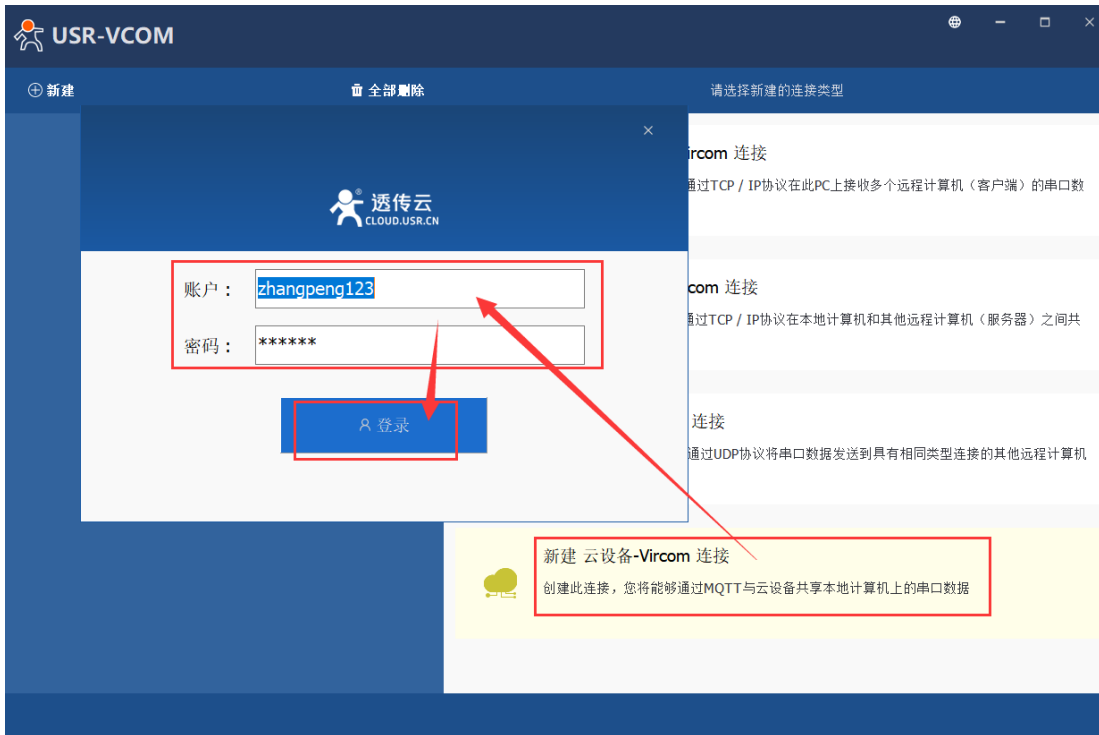 USR-VCOM
新建
全部删除
请选择新建的连接类型
ircom 连接
通过TCP / IP协议在此PC上接收多个远程计算机（客户端）的串口数
透传云
CLOUD.USR.CN
账户：
zhangpeng123
com 连接
通过TCP / IP协议在本地计算机和其他远程计算机（服务器）之间共
密码：
******
登录
连接
通过UDP协议将串口数据发送到具有相同类型连接的其他远程计算机
新建 云设备-Vircom 连接
创建此连接，您将能够通过MQTT与云设备共享本地计算机上的串口数据